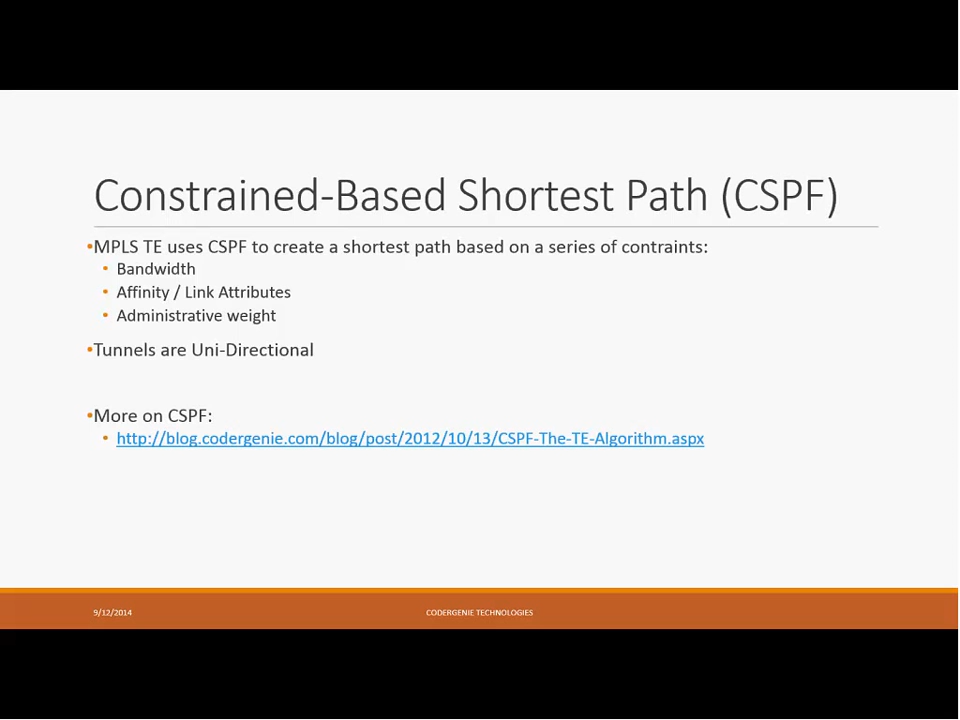 Constrained-Based Shortest Path (CSPF)
•MPLS TE uses CSPF to create a shortest path based on a series of contraints:
• Bandwidth
• Affinity / Link Attributes
• Administrative weight
•Tunnels are Uni-Directional
•More on CSPF:
• http://blog.codergenie.com/blog/post/2012/10/13/CSPF-The-TE-Algorithm.aspx
9/12/2014 CODERGENIE TECHNOLOGIES